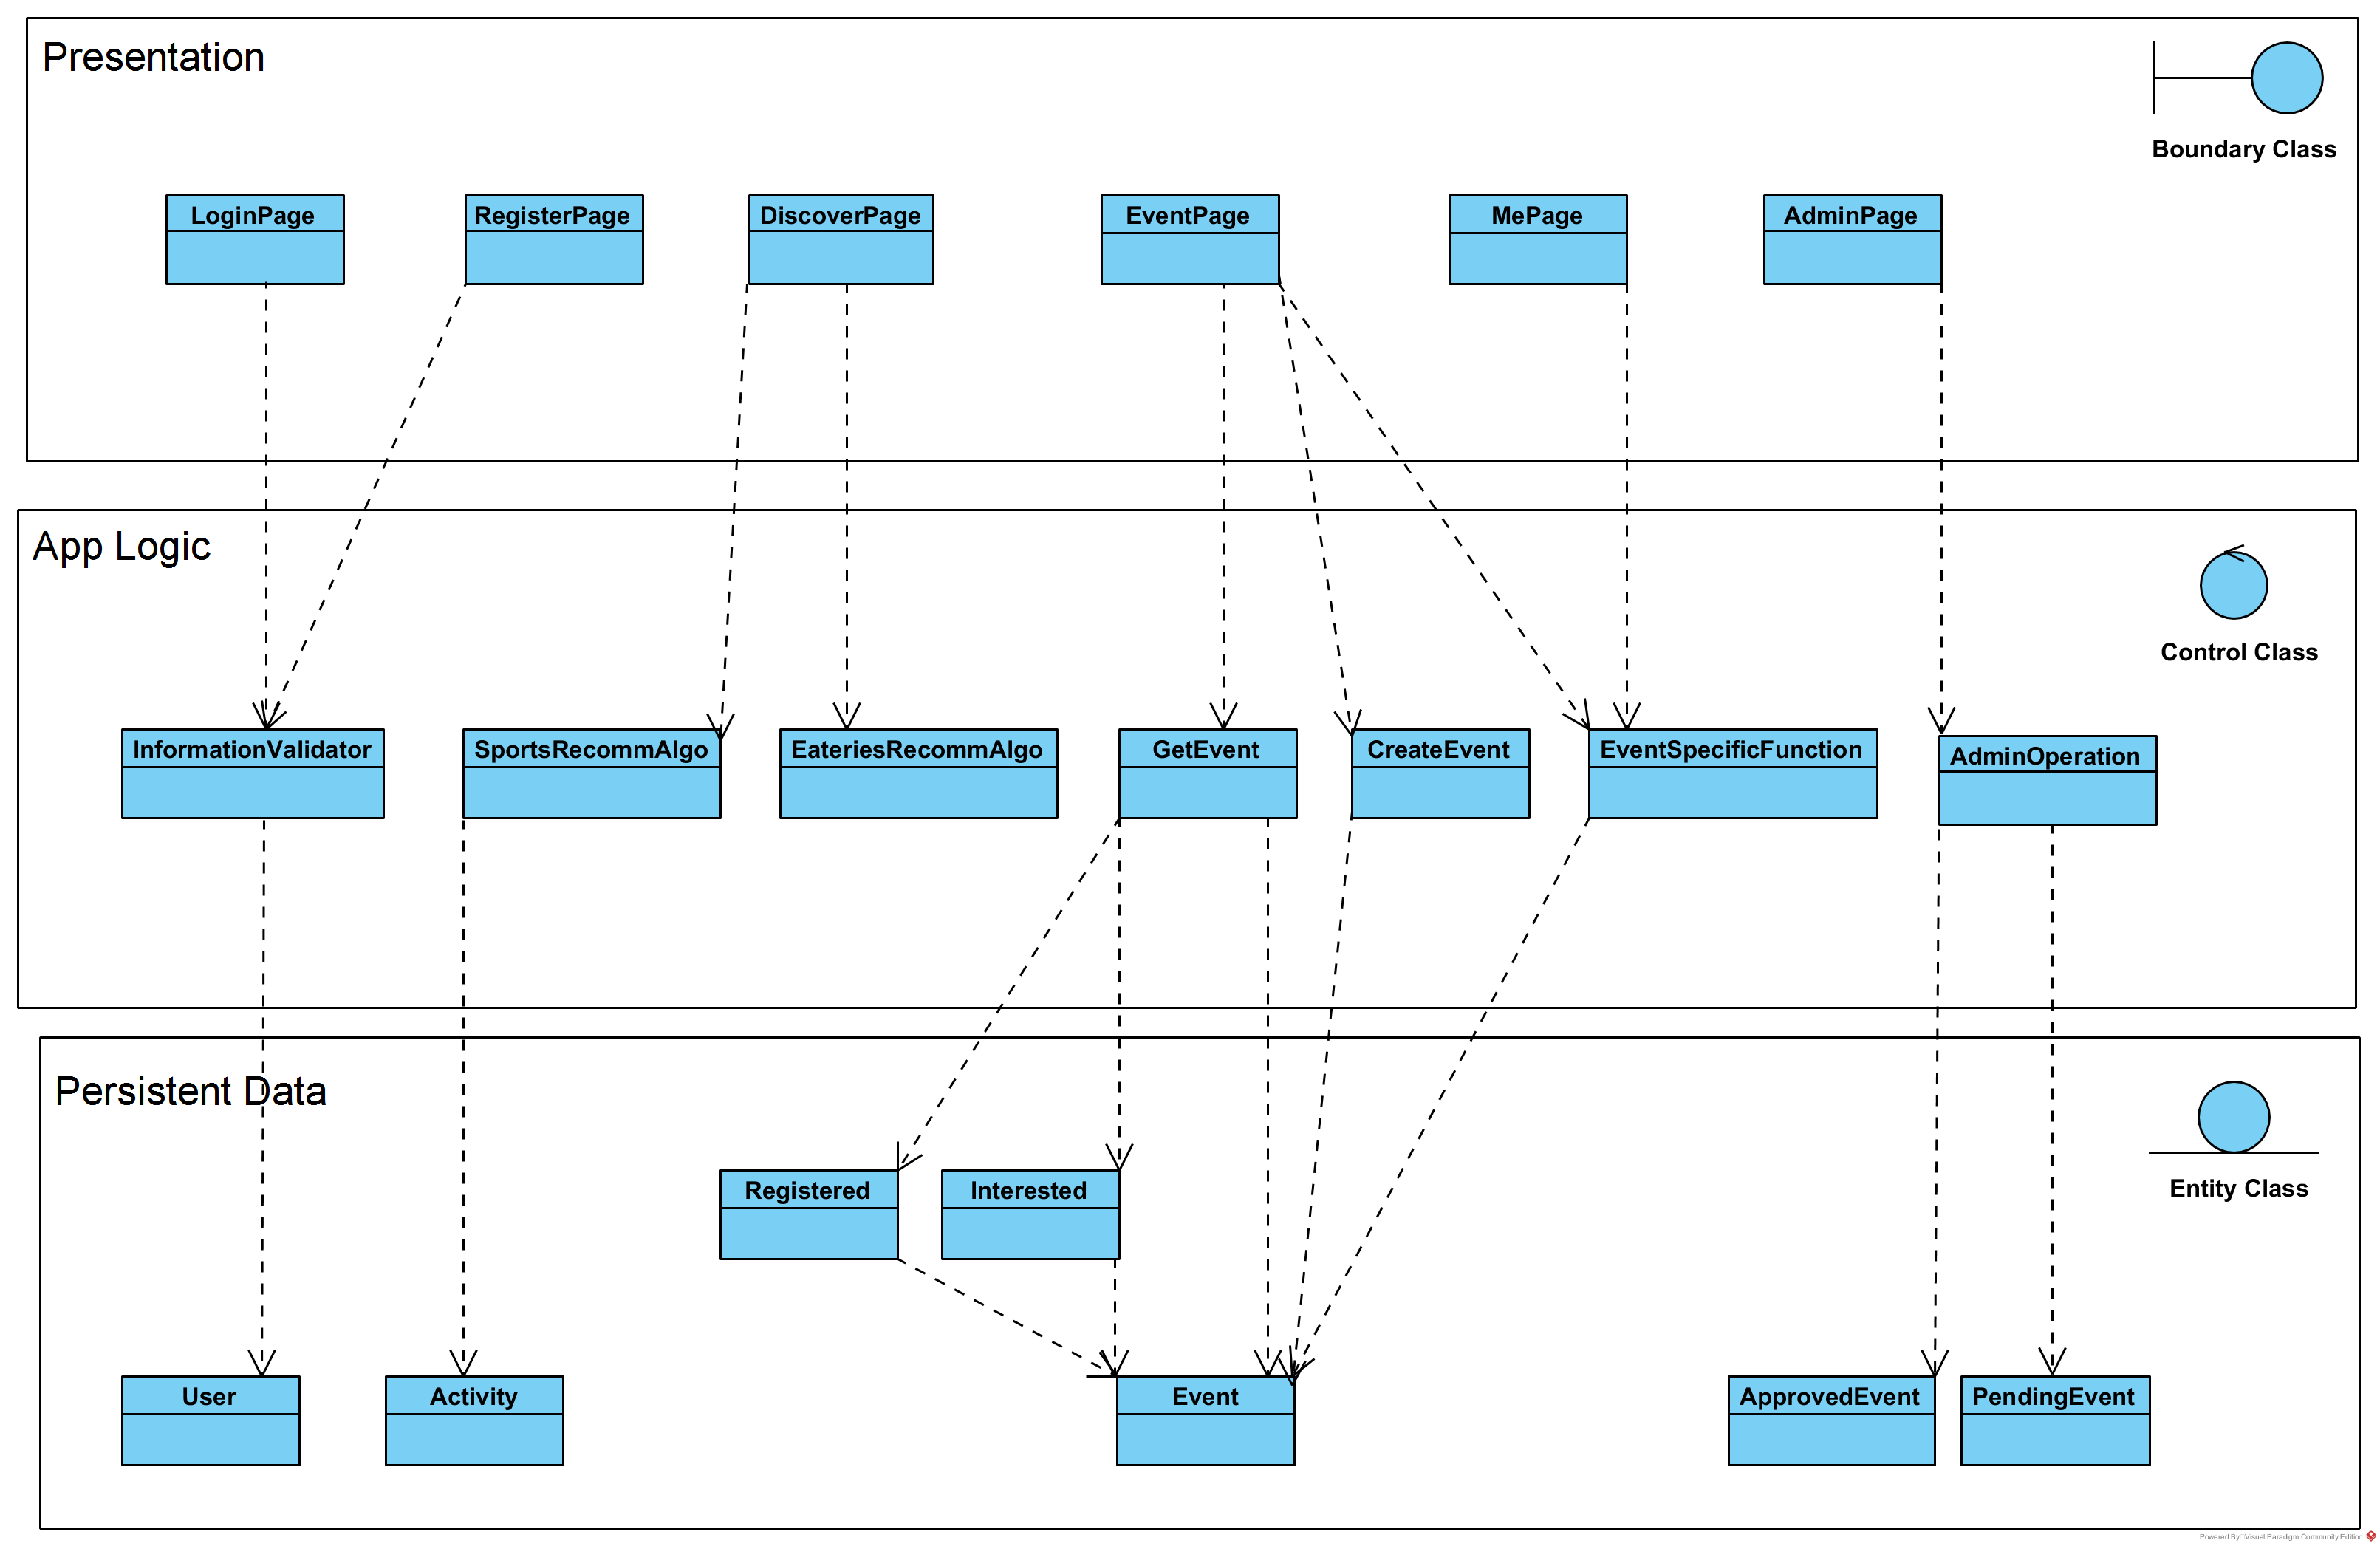 Presentation
Boundary Class
LoginPage
RegisterPage
DiscoverPage
EventPage
MePage
AdminPage
App Logic
Control Class
InformationValidator
SportsRecommAlgo
EateriesRecommAlgo
GetEvent
CreateEvent
EventSpecificFunction
AdminOperation
Persistent Data
Entity Class
Registered
Interested
User
Activity
Event
ApprovedEvent
PendingEvent
Powered By Visual Paradigm Community Edition